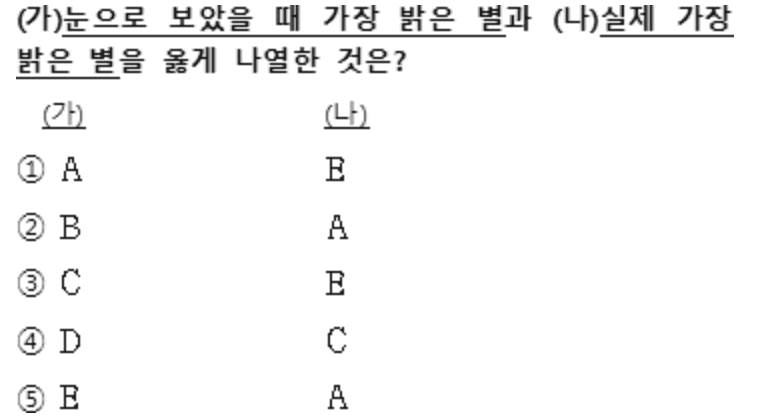 (가)눈으로 보았을 때 가장 밝은 별과 (나)실제 가장
밝은 별을 옳게 나열한 것은?
(가) (나)
① A E
② B A
③ C E
④ D C
⑤ E A